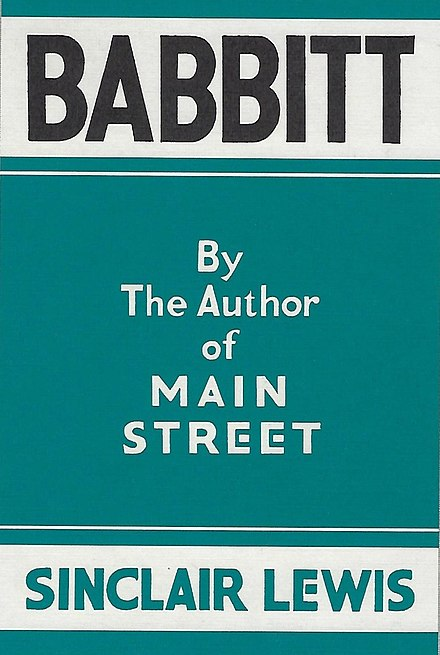 BABBITT
By
The Author
of
MAIN
STREET
SINCLAIR LEWIS